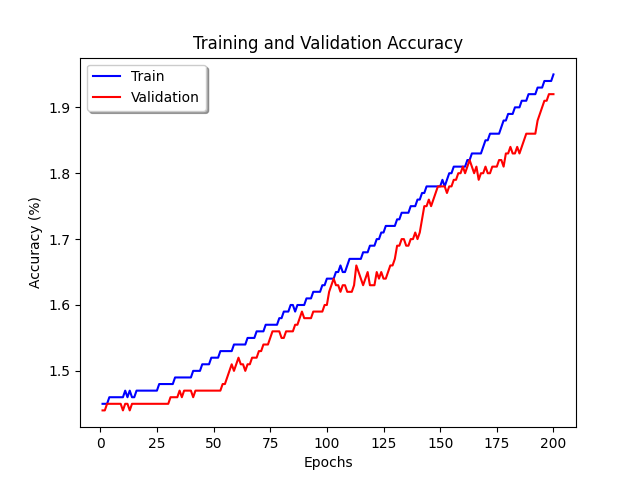 Training and Validation Accuracy
Train
Validation
Accuracy (%)
1.9
1.8
1.7
1.6
1.5
0 25 50 75 100 125 150 175 200
Epochs